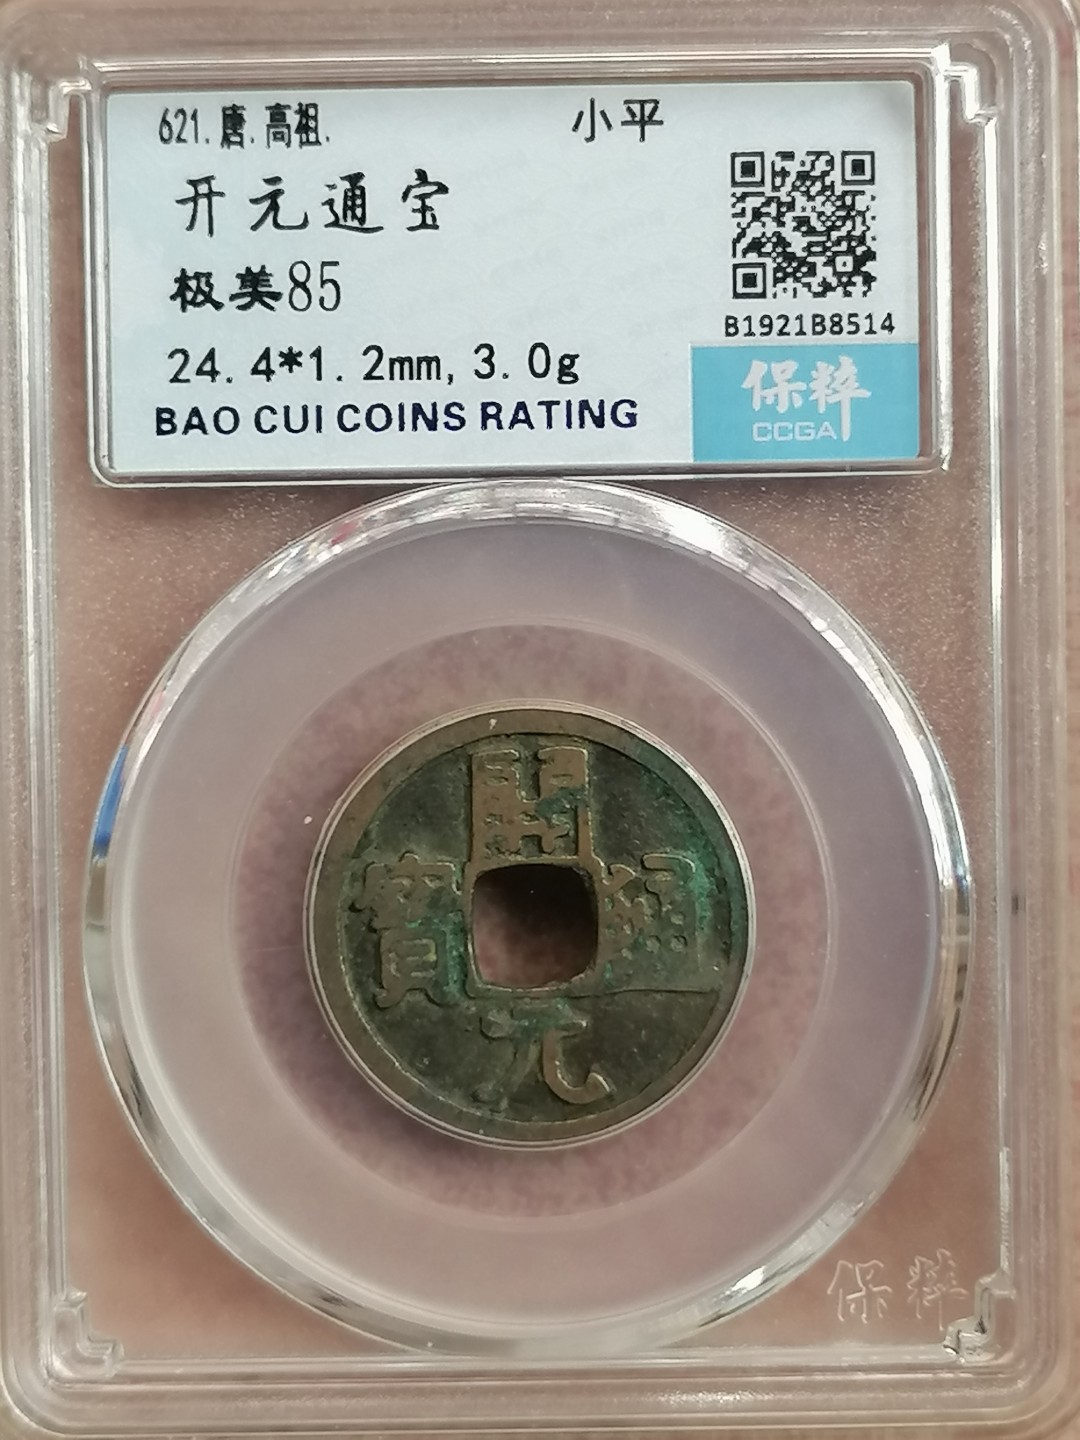 621.唐.高祖. 小平
开元通宝
极美85
B1921B8514
24.4*1.2mm,3.0g
BAO CUI COINS RATING
保粹
CCGA
開
寶 通
元
保粹